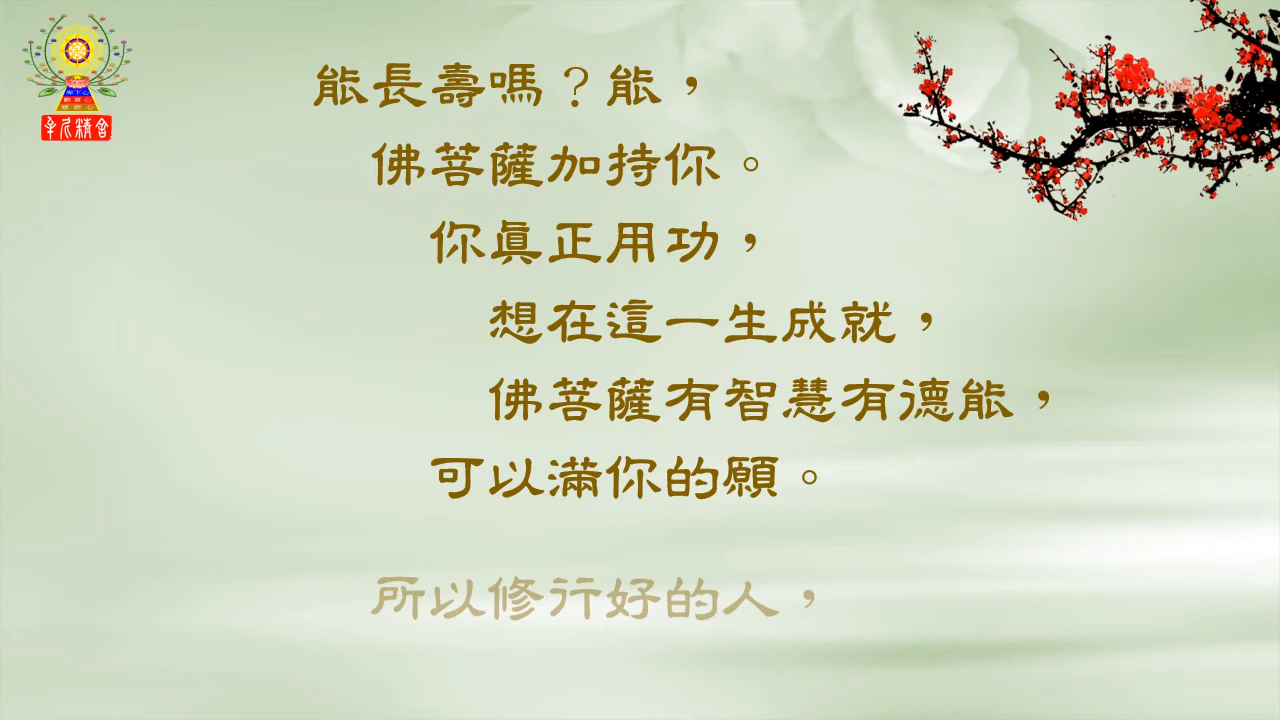 能長壽嗎？能，
佛菩薩加持你。
你真正用功，
想在這一生成就，
佛菩薩有智慧有德能，
可以滿你的願。
所以修行好的人，